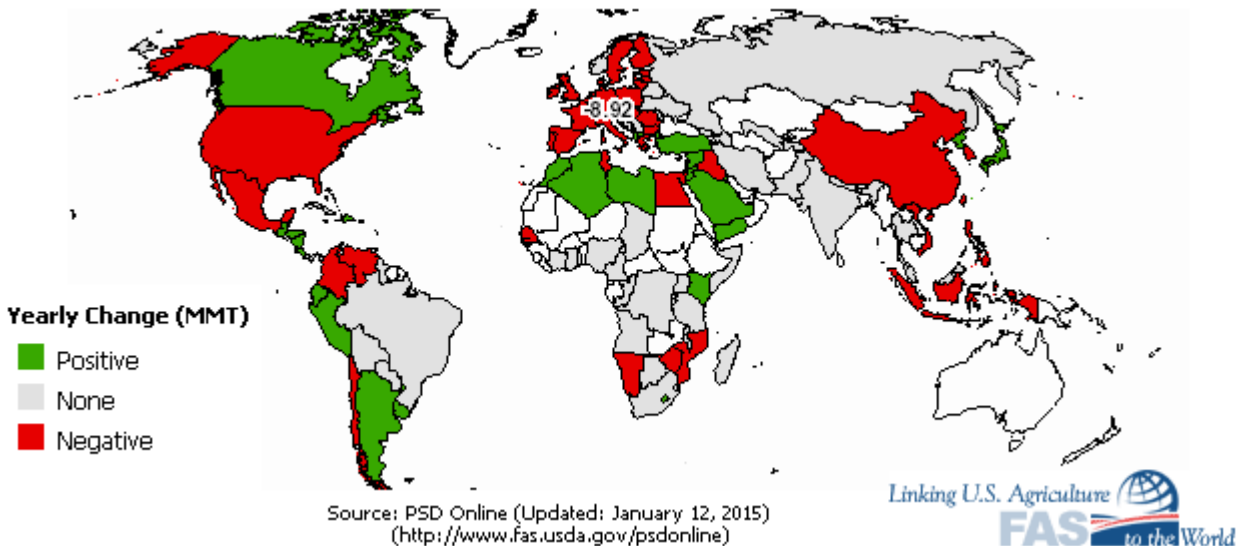 -8.92
Yearly Change (MMT)
Positive
None
Negative
Source: PSD Online (Updated: January 12, 2015)
(http://www.fas.usda.gov/psdonline)
Linking U.S. Agriculture
FAS to the World